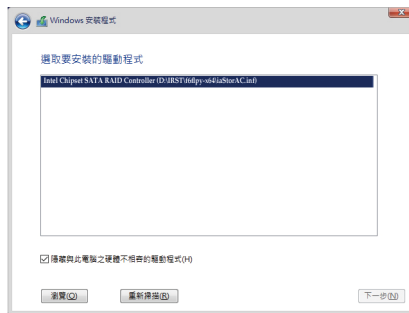 Windows 安裝程式
選取要安裝的驅動程式
Intel Chipset SATA RAID Controller (D:\IRST\f6flpy-x64\iaStorAC.inf)
隱藏與此電腦之硬體不相容的驅動程式(H)
瀏覽(O) 重新掃描(R) 下一步(N)